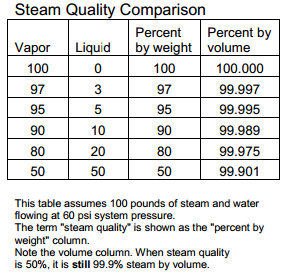 Steam Quality Comparison
Vapor Liquid Percent by weight Percent by volume
100 0 100 100.000
97 3 97 99.997
95 5 95 99.995
90 10 90 99.989
80 20 80 99.975
50 50 50 99.901
This table assumes 100 pounds of steam and water
flowing at 60 psi system pressure.
The term "steam quality" is shown as the "percent by
weight" column.
Note the volume column. When steam quality
is 50%, it is still 99.9% steam by volume.